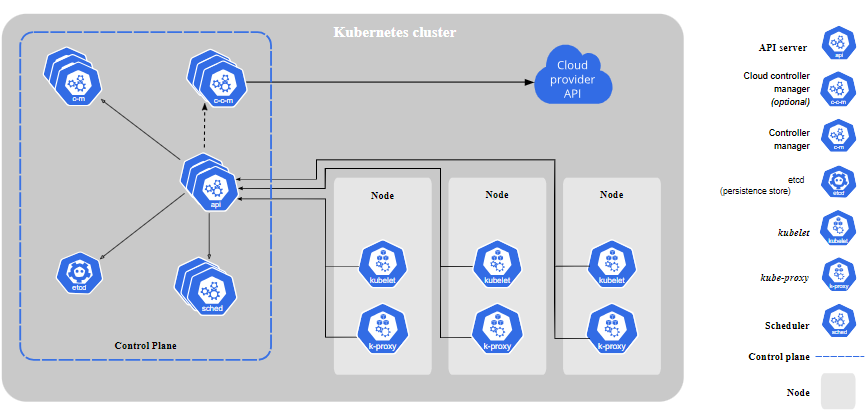 Kubernetes cluster
c-m
c-c-m
Cloud
provider
API
api
Node
Node
Node
etcd
sched
kubelet
kubelet
kubelet
k-proxy
k-proxy
k-proxy
Control Plane
API server
api
Cloud controller
manager
(optional)
c-c-m
Controller
manager
c-m
etcd
(persistence store)
etcd
kubelet
kubelet
kube-proxy
k-proxy
Scheduler
sched
Control plane
Node